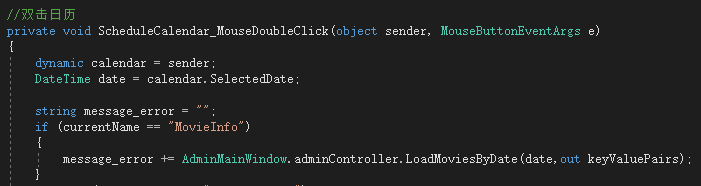 //双击日历
private void ScheduleCalendar_MouseDoubleClick(object sender, MouseButtonEventArgs e)
{
dynamic calendar = sender;
DateTime date = calendar.SelectedDate;
string message_error = "";
if (currentName == "MovieInfo")
{
message_error += AdminMainWindow.adminController.LoadMoviesByDate(date,out keyValuePairs);
}